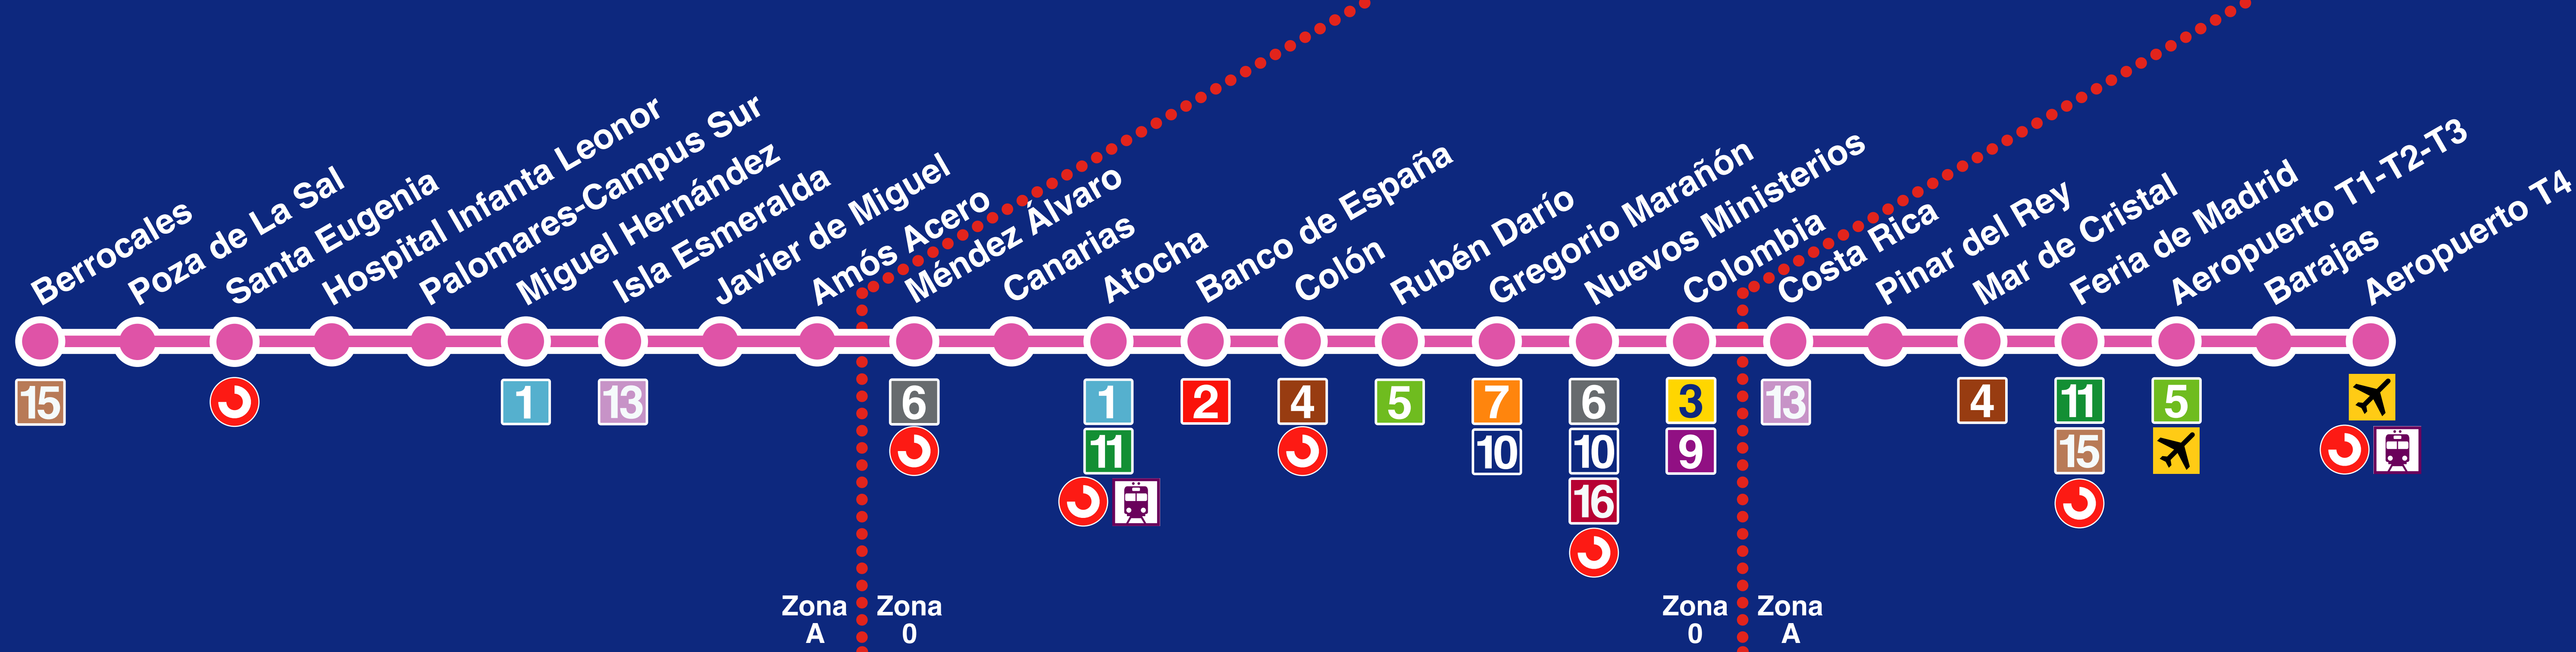 Berrocales
Poza de La Sal
Santa Eugenia
Hospital Infanta Leonor
Palomares-Campus Sur
Miguel Hernández
Isla Esmeralda
Javier de Miguel
Amós Acero
Méndez Álvaro
Canarias
Atocha
Banco de España
Colón
Rubén Darío
Gregorio Marañón
Nuevos Ministerios
Colombia
Costa Rica
Pinar del Rey
Mar de Cristal
Feria de Madrid
Aeropuerto T1-T2-T3
Barajas
Aeropuerto T4
15
1
13
6
1
11
2
4
5
7
10
6
10
16
3
9
13
4
11
15
5
Zona
A
Zona
0
Zona
0
Zona
A